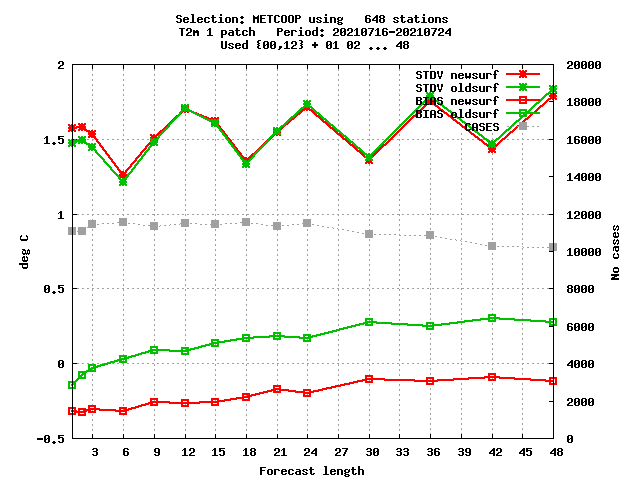 Selection: METCOOP using 648 stations
T2m 1 patch Period: 20210716-20210724
Used {00,12} + 01 02 ... 48
STDV newsurf
STDV oldsurf
BIAS newsurf
BIAS oldsurf
CASES
2
1.5
1
0.5
0
-0.5
deg C
20000
18000
16000
14000
12000
10000
8000
6000
4000
2000
0
No cases
3 6 9 12 15 18 21 24 27 30 33 36 39 42 45 48
Forecast length